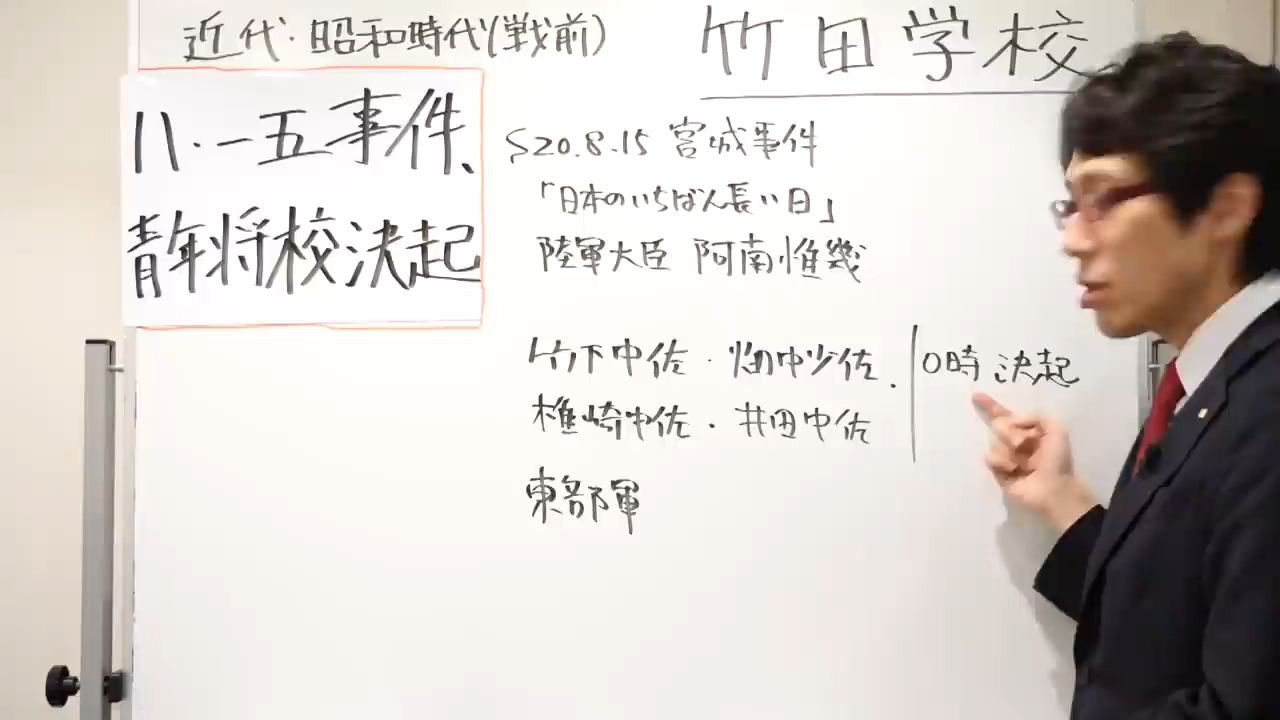 近代・昭和時代(戦前)
竹田学校
八・一五事件、
青年将校決起
S20.8.15 宮城事件
「日本のいちばん長い日」
陸軍大臣 阿南惟幾
竹下中佐・畑中少佐・
椎崎中佐・井田中佐
0時 決起
東部軍